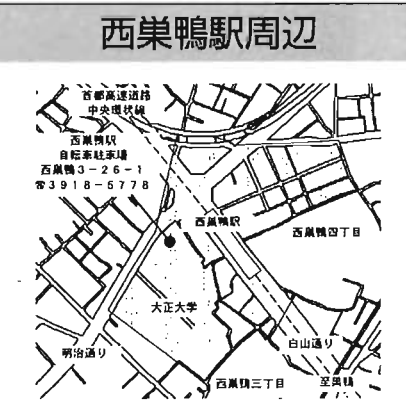 西巣鴨駅周辺
首都高速道路
中央環状線
西巣鴨駅
自転車駐車場
西巣鴨3-26-1
☎3918-5778
西巣鴨駅
西巣鴨四丁目
大正大学
明治通り
白山通り
西巣鴨三丁目
至巣鴨